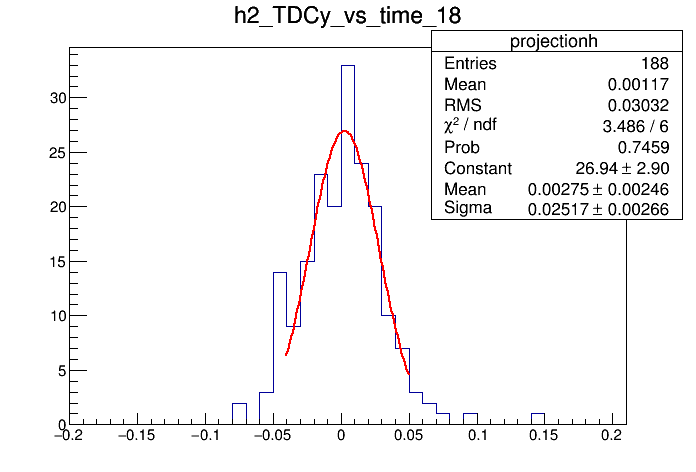 h2_TDCy_vs_time_18
projectionh
Entries 188
Mean 0.00117
RMS 0.03032
χ² / ndf 3.486 / 6
Prob 0.7459
Constant 26.94 ± 2.90
Mean 0.00275 ± 0.00246
Sigma 0.02517 ± 0.00266
30
25
20
15
10
5
0
−0.2 −0.15 −0.1 −0.05 0 0.05 0.1 0.15 0.2